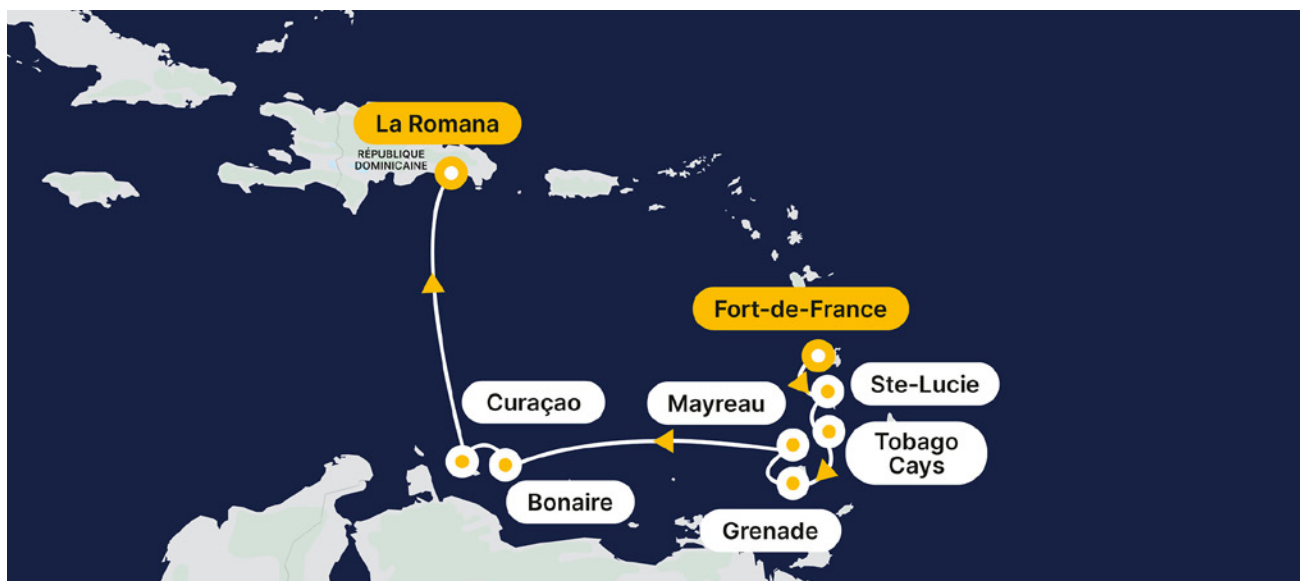 La Romana
RÉPUBLIQUE
DOMINICAINE
Fort-de-France
Ste-Lucie
Curaçao
Mayreau
Tobago
Cays
Bonaire
Grenade